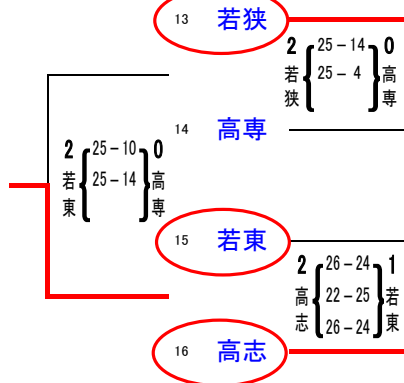 13 若狭
2 25-14 0
若狭 25-4 高専
14 高専
2 25-10 0
若東 25-14 高専
15 若東
2 26-24 1
高志 22-25 若東
26-24
16 高志